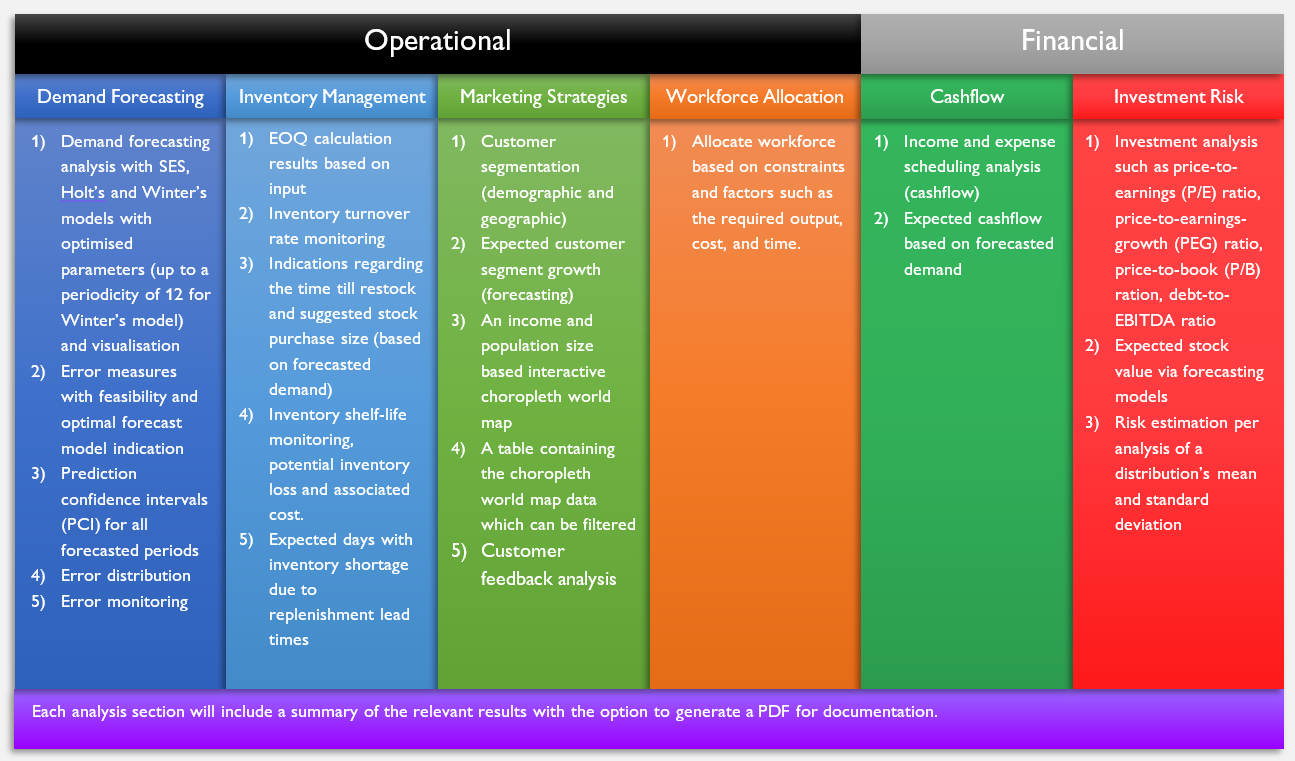 Operational
Financial
Demand Forecasting
Inventory Management
Marketing Strategies
Workforce Allocation
Cashflow
Investment Risk
1) Demand forecasting
analysis with SES,
Holt's and Winter's
models with
optimised
parameters (up to a
periodicity of 12 for
Winter's model)
and visualisation
2) Error measures
with feasibility and
optimal forecast
model indication
3) Prediction
confidence intervals
(PCI) for all
forecasted periods
4) Error distribution
5) Error monitoring
1) EOQ calculation
results based on
input
2) Inventory turnover
rate monitoring
3) Indications regarding
the time till restock
and suggested stock
purchase size (based
on forecasted
demand)
4) Inventory shelf-life
monitoring,
potential inventory
loss and associated
cost.
5) Expected days with
inventory shortage
due to
replenishment lead
times
1) Customer
segmentation
(demographic and
geographic)
2) Expected customer
segment growth
(forecasting)
3) An income and
population size
based interactive
choropleth world
map
4) A table containing
the choropleth
world map data
which can be filtered
5) Customer
feedback analysis
1) Allocate workforce
based on constraints
and factors such as
the required output,
cost, and time.
1) Income and expense
scheduling analysis
(cashflow)
2) Expected cashflow
based on forecasted
demand
1) Investment analysis
such as price-to-
earnings (P/E) ratio,
price-to-earnings-
growth (PEG) ratio,
price-to-book (P/B)
ration, debt-to-
EBITDA ratio
2) Expected stock
value via forecasting
models
3) Risk estimation per
analysis of a
distribution's mean
and standard
deviation
Each analysis section will include a summary of the relevant results with the option to generate a PDF for documentation.